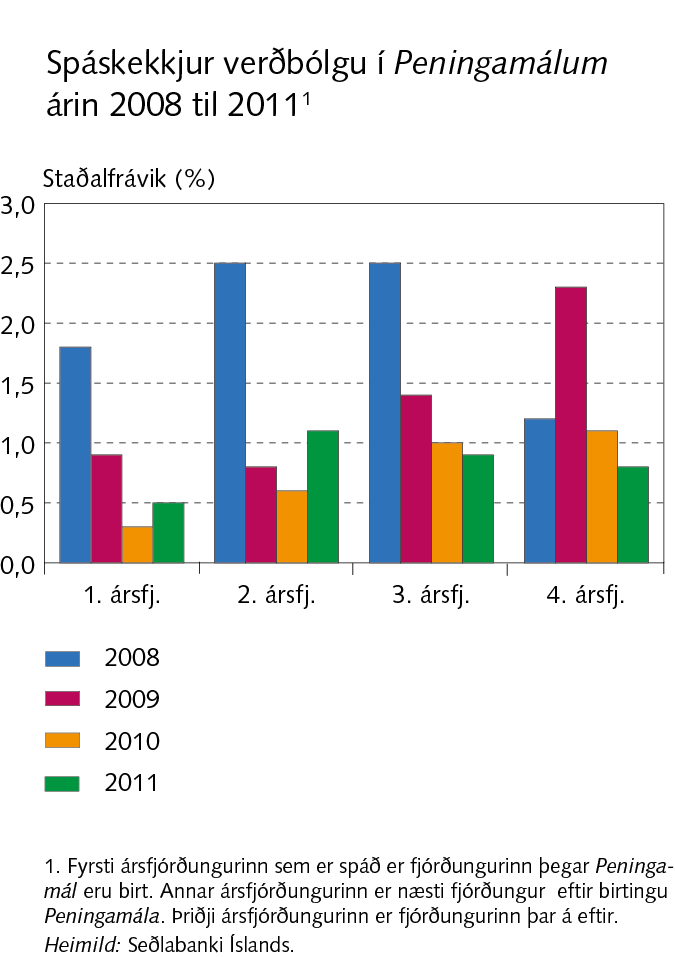 Spáskekkjur verðbólgu í Peningamálum
árin 2008 til 2011¹
Staðalfrávik (%)
3,0
2,5
2,0
1,5
1,0
0,5
0,0
1. ársfj. 2. ársfj. 3. ársfj. 4. ársfj.
2008
2009
2010
2011
1. Fyrsti ársfjórðungurinn sem er spáð er fjórðungurinn þegar Peninga-
mál eru birt. Annar ársfjórðungurinn er næsti fjórðungur eftir birtingu
Peningamála. Þriðji ársfjórðungurinn er fjórðungurinn þar á eftir.
Heimild: Seðlabanki Íslands.